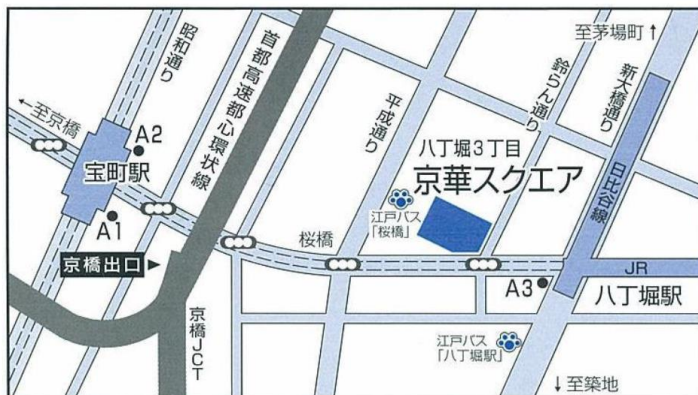 昭和通り
首都高速都心環状線
至茅場町↑
新大橋通り
鈴らん通り
平成通り
←至京橋
A2
宝町駅
A1
八丁堀3丁目
京華スクエア
江戸バス
「桜橋」
日比谷線
桜橋
京橋出口▶
JR
A3
八丁堀駅
京橋JCT
江戸バス
「八丁堀駅」
↓至築地